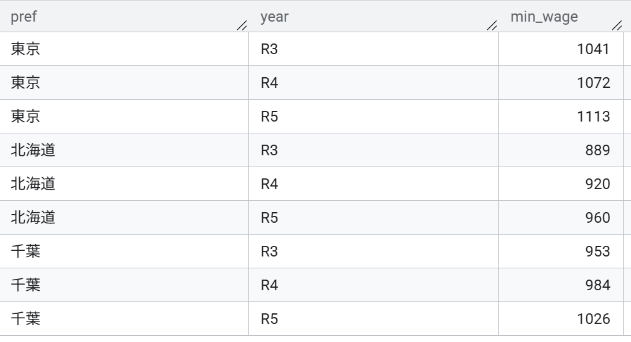 pref year min_wage
東京 R3 1041
東京 R4 1072
東京 R5 1113
北海道 R3 889
北海道 R4 920
北海道 R5 960
千葉 R3 953
千葉 R4 984
千葉 R5 1026